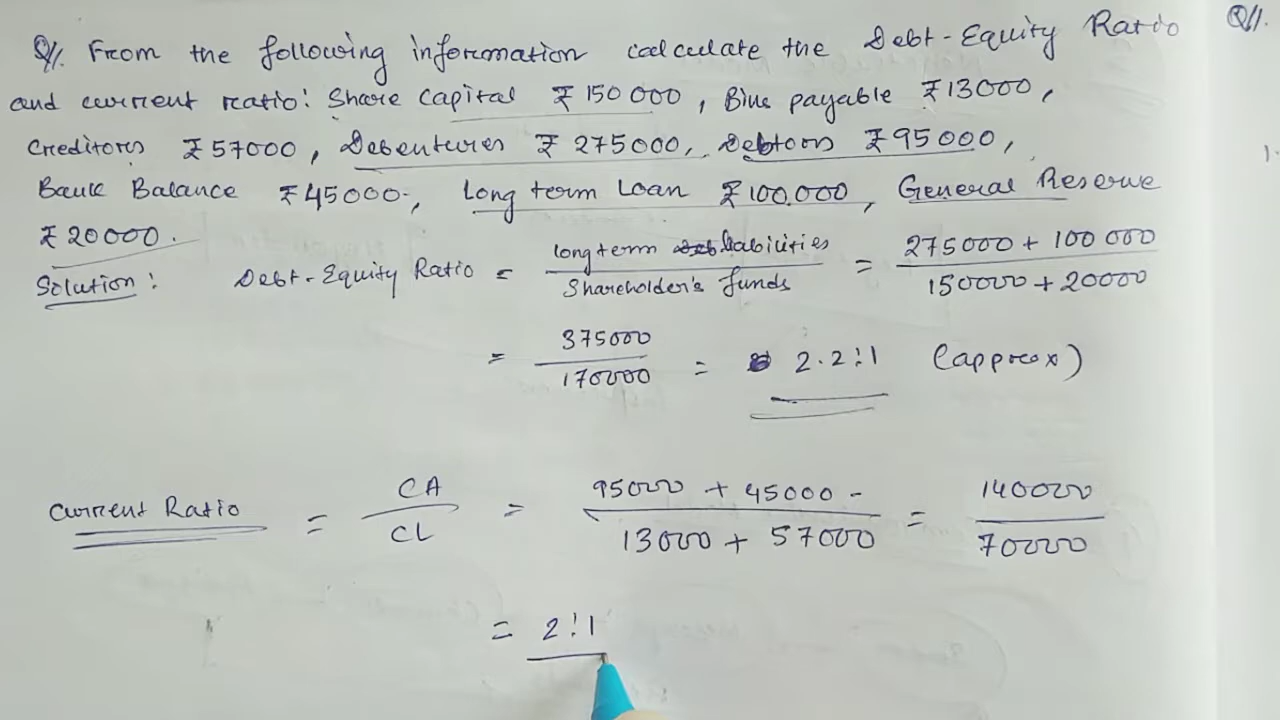 Q/. From the following information calculate the Debt-Equity Ratio
and current ratio: Share Capital ₹150000, Bills payable ₹13000,
Creditors ₹57000, Debentures ₹275000, Debtors ₹95000,
Bank Balance ₹45000, Long term Loan ₹100.000, General Reserve
₹20000.
Solution: Debt-Equity Ratio = long term liabilities / Shareholder's funds = 275000 + 100000 / 150000 + 20000
= 375000 / 170000 = 2.2:1 (approx)
Current Ratio = CA / CL = 95000 + 45000 - / 13000 + 57000 = 140000 / 70000
= 2:1
Q/1.
1.